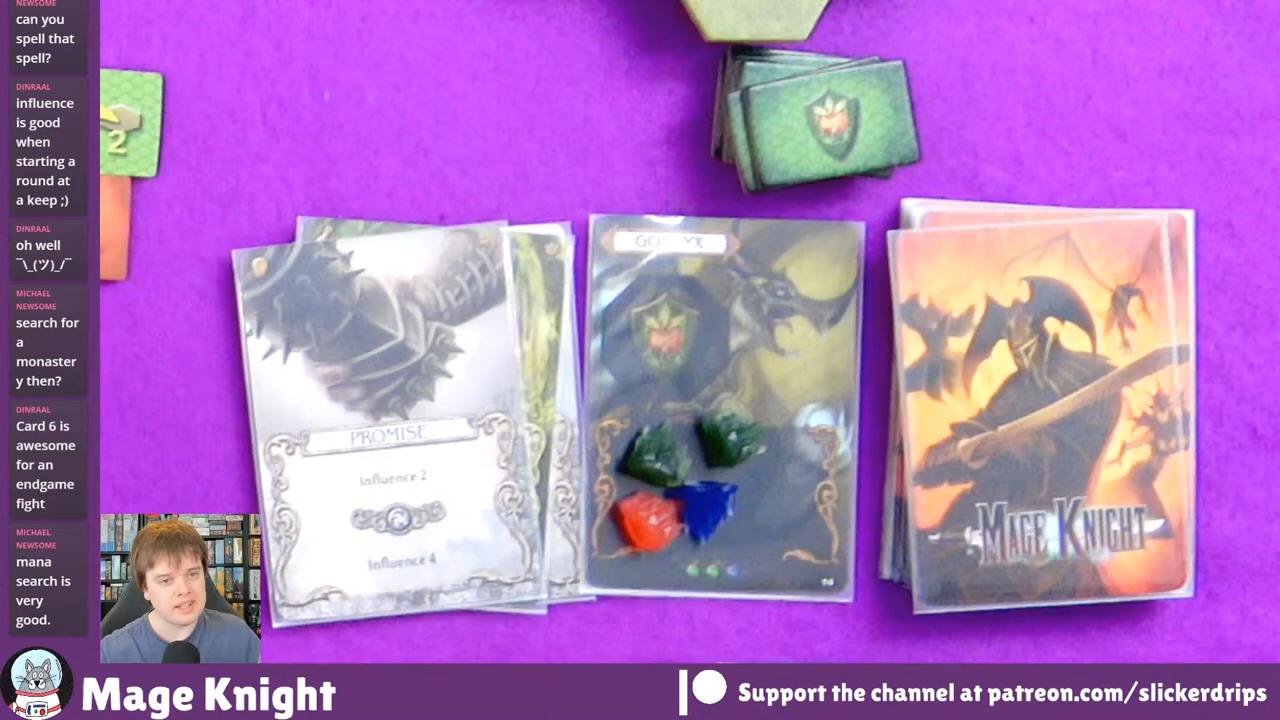 NEWSOME
can you
spell that
spell?
DINRAAL
influence
is good
when
starting a
round at
a keep ;)
DINRAAL
oh well
¯\_(ツ)_/¯
MICHAEL
NEWSOME
search for
a
monaster
y then?
DINRAAL
Card 6 is
awesome
for an
endgame
fight
MICHAEL
NEWSOME
mana
search is
very
good.
2
PROMISE
Influence 2
Influence 4
MAGE KNIGHT
Mage Knight
Support the channel at patreon.com/slickerdrips